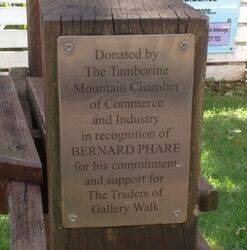 Donated by
The Tamborine
Mountain Chamber
of Commerce
and Industry
in recognition of
BERNARD PHARE
for his commitment
and support for
The Traders of
Gallery Walk